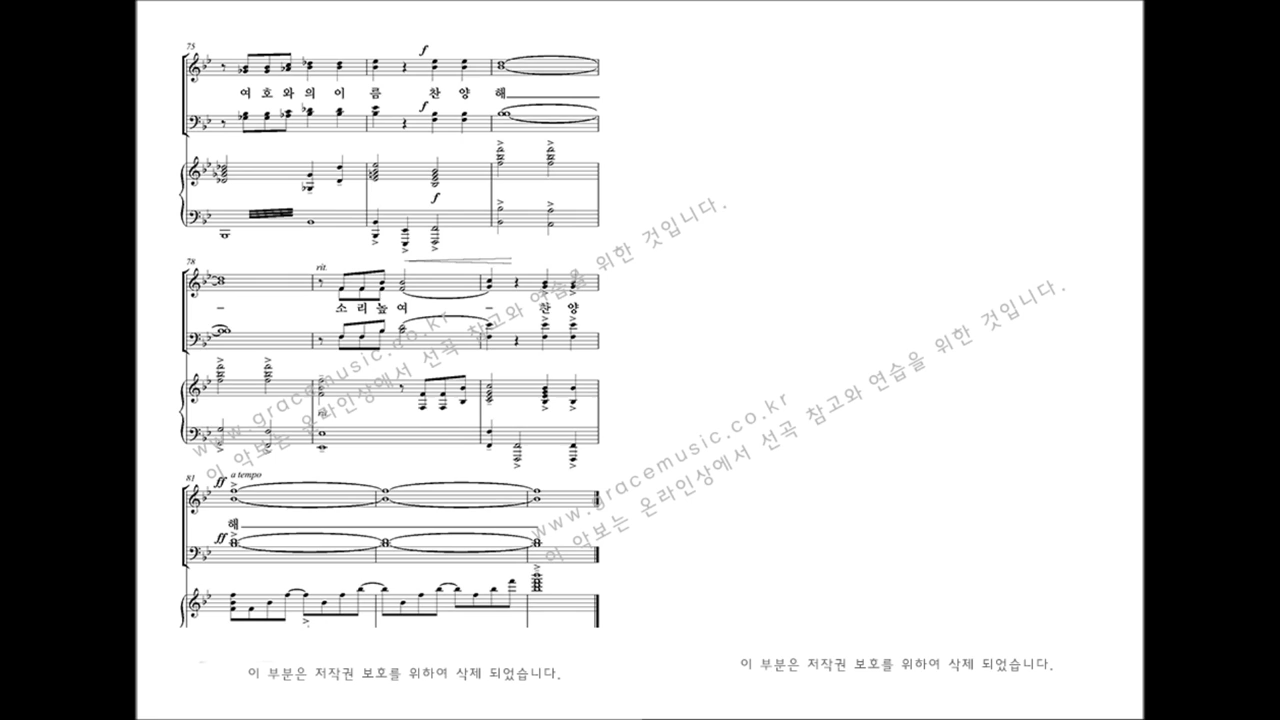 75
f
여 호 와 의 이 름 찬 양 해
f
f
78
rit.
- 소 리 높 여 - 찬 양
rit.
81
ff a tempo
해
ff
www.gracemusic.co.kr
이 악보는 온라인상에서 선곡 참고와 연습을 위한 것입니다.
www.gracemusic.co.kr
이 악보는 온라인상에서 선곡 참고와 연습을 위한 것입니다.
이 부분은 저작권 보호를 위하여 삭제 되었습니다.
이 부분은 저작권 보호를 위하여 삭제 되었습니다.